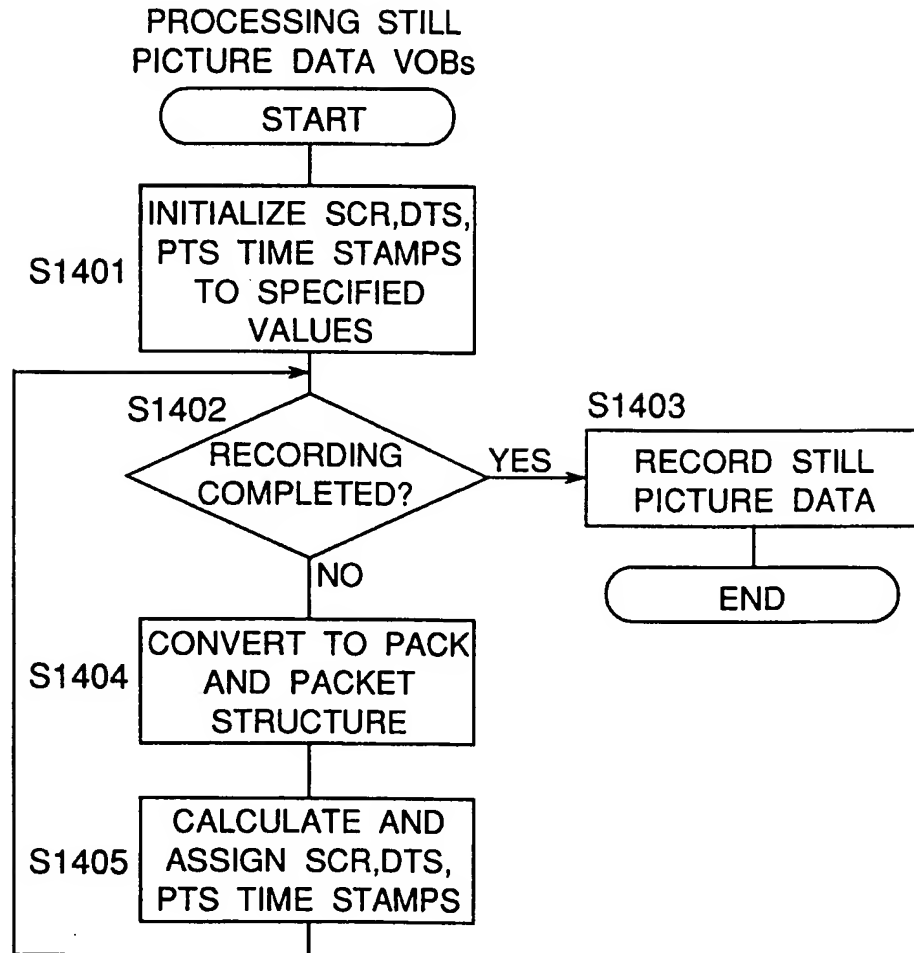 PROCESSING STILL
PICTURE DATA VOBs
START
INITIALIZE SCR,DTS,
PTS TIME STAMPS
TO SPECIFIED
VALUES
S1401
S1402
RECORDING
COMPLETED?
YES
S1403
RECORD STILL
PICTURE DATA
END
NO
CONVERT TO PACK
AND PACKET
STRUCTURE
S1404
CALCULATE AND
ASSIGN SCR,DTS,
PTS TIME STAMPS
S1405